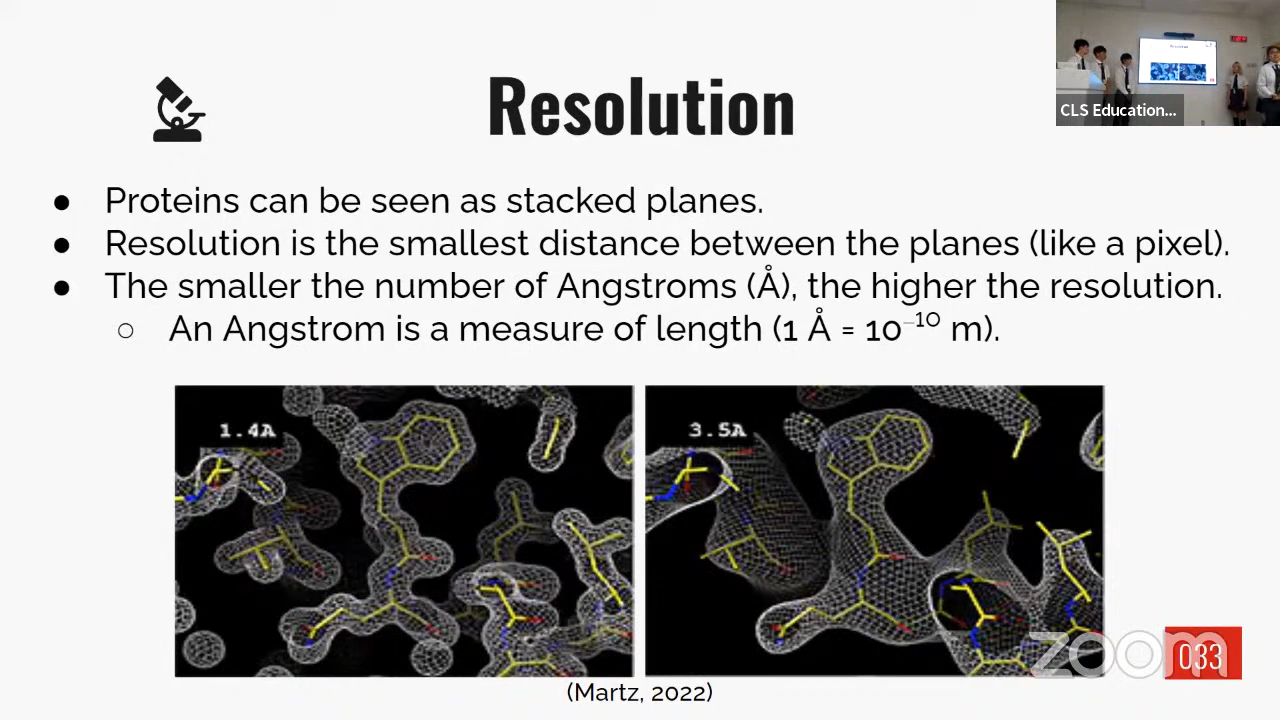 Resolution
CLS Education...
● Proteins can be seen as stacked planes.
● Resolution is the smallest distance between the planes (like a pixel).
● The smaller the number of Angstroms (Å), the higher the resolution.
○ An Angstrom is a measure of length (1 Å = 10⁻¹⁰ m).
1.4A
3.5A
zoom
033
(Martz, 2022)